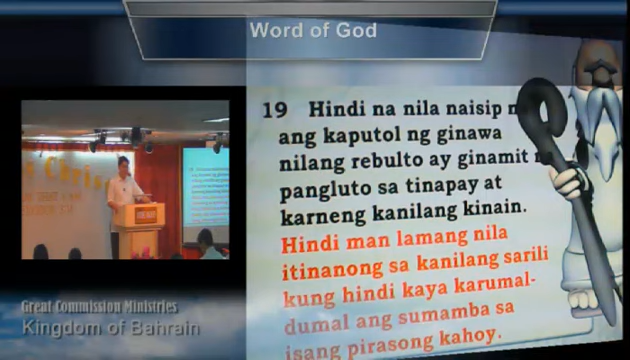 Word of God
19 Hindi na nila naisip
ang kaputol ng ginawa
nilang rebulto ay ginamit
pangluto sa tinapay at
karneng kanilang kinain.
Hindi man lamang nila
itinanong sa kanilang sarili
kung hindi kaya karumal-
dumal ang sumamba sa
isang pirasong kahoy.
Great Commission Ministries
Kingdom of Bahrain